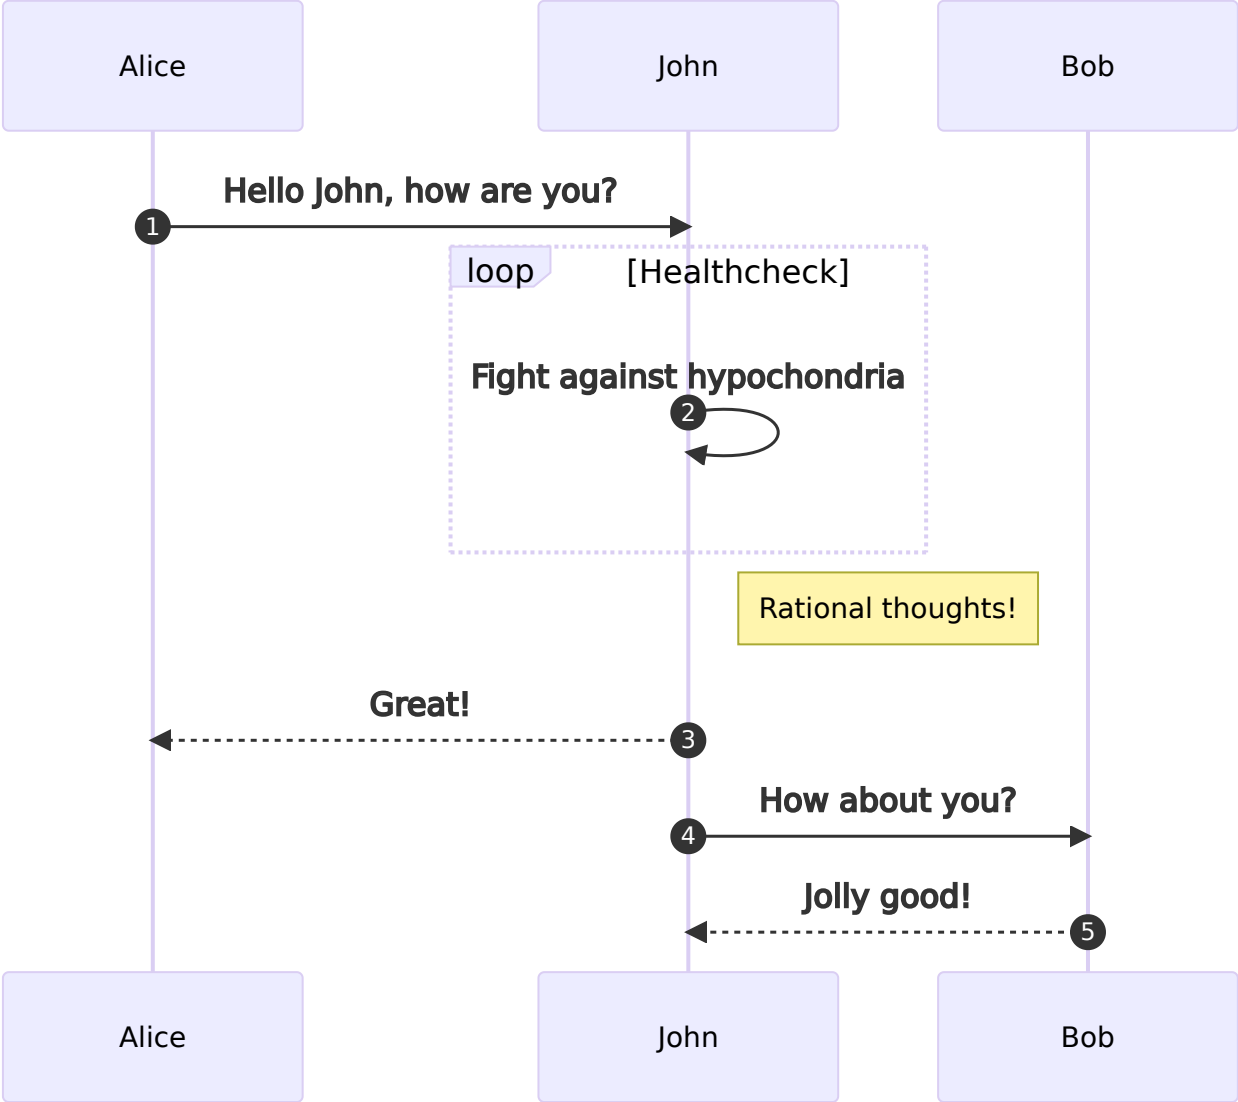 Alice
John
Bob
Hello John, how are you?
1
loop
[Healthcheck]
Fight against hypochondria
2
Rational thoughts!
Great!
3
How about you?
4
Jolly good!
5
Alice
John
Bob